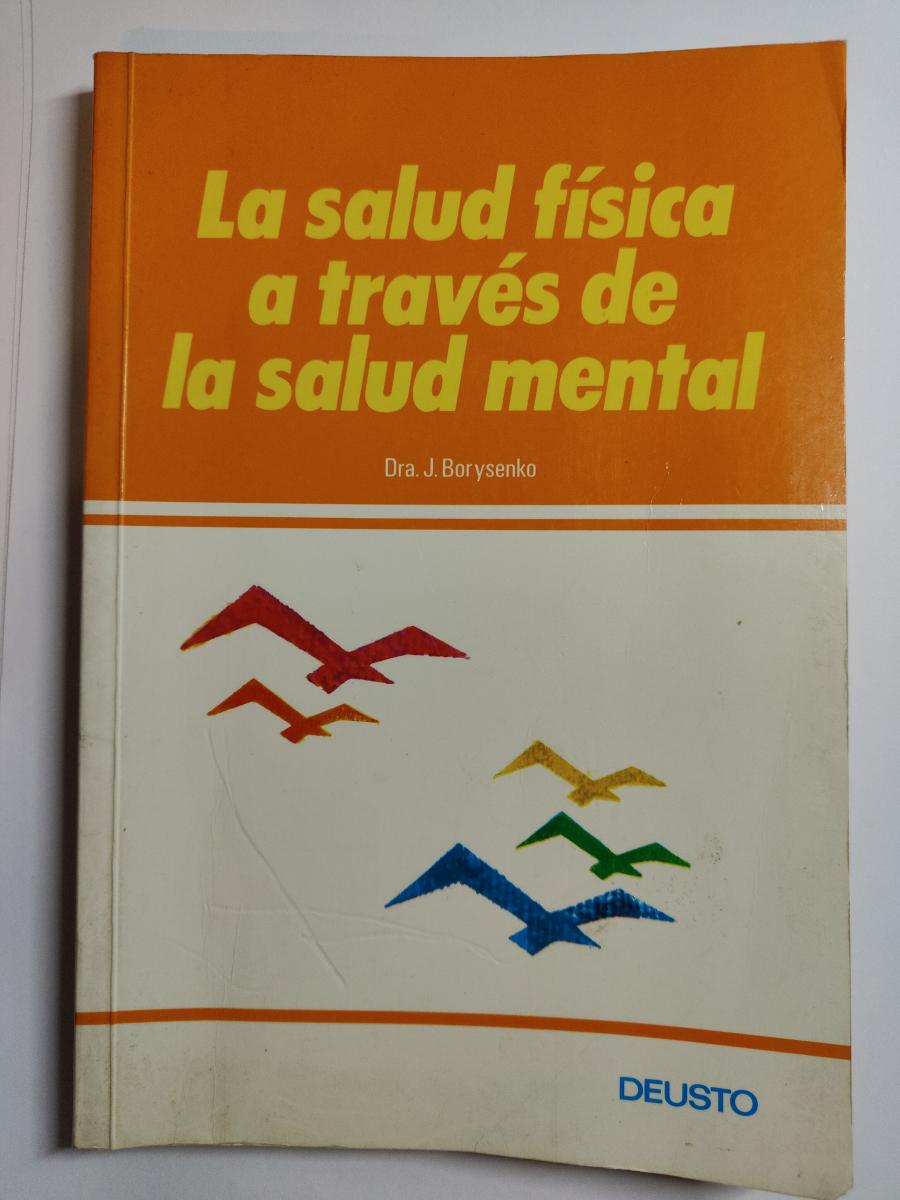 La salud física
a través de
la salud mental
Dra. J. Borysenko
DEUSTO